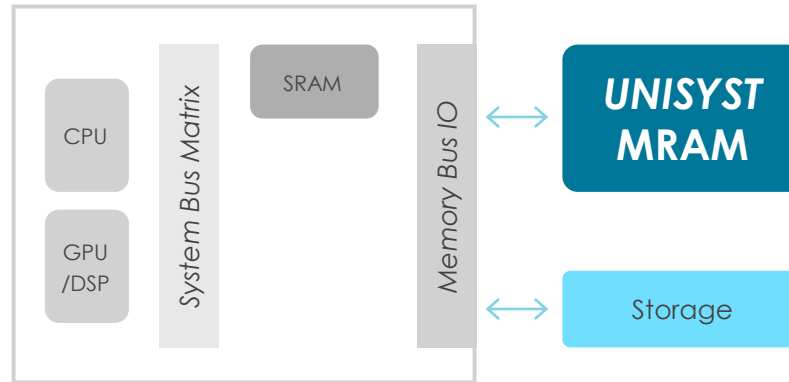 CPU
GPU
/DSP
System Bus Matrix
SRAM
Memory Bus IO
UNISYST
MRAM
Storage